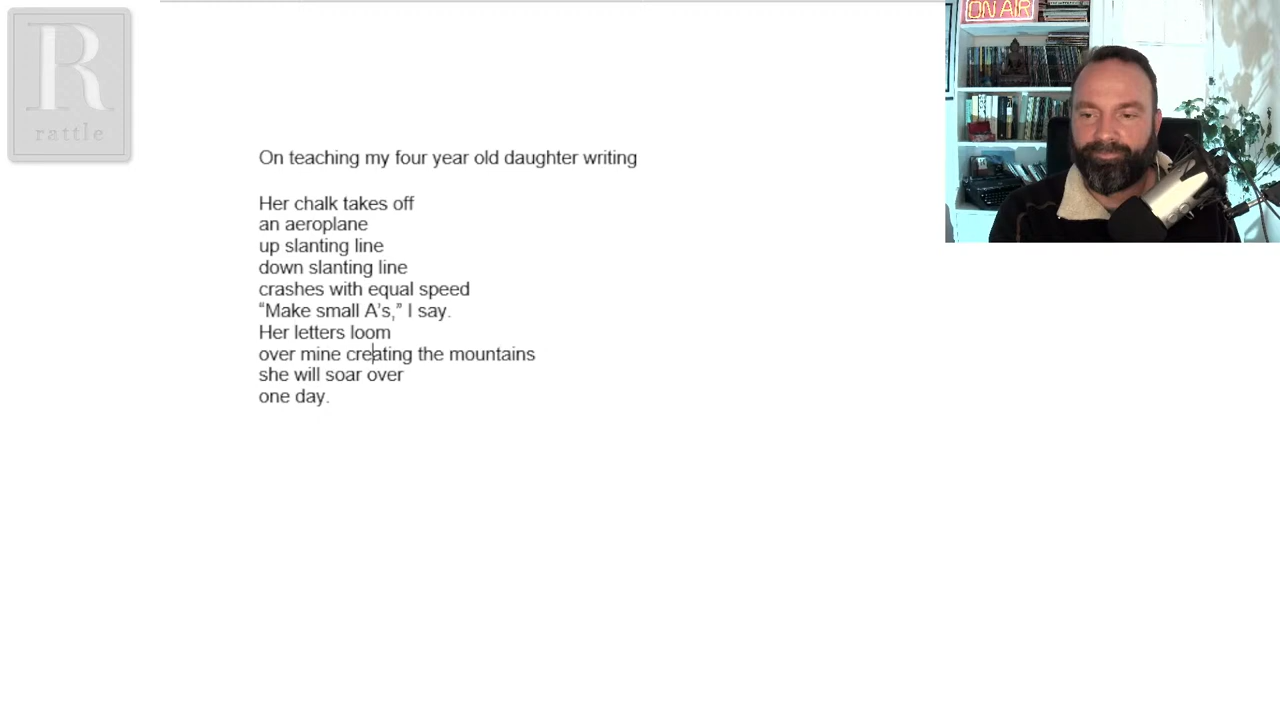 R
rattle
ON AIR
On teaching my four year old daughter writing
Her chalk takes off
an aeroplane
up slanting line
down slanting line
crashes with equal speed
“Make small A’s,” I say.
Her letters loom
over mine creating the mountains
she will soar over
one day.